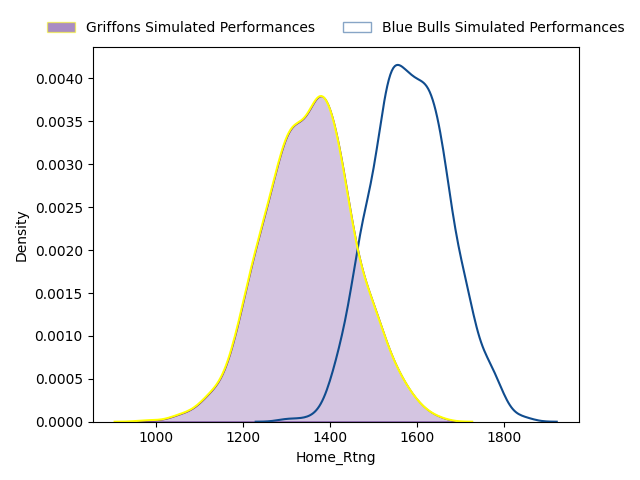 Griffons Simulated Performances Blue Bulls Simulated Performances
0.0040
0.0035
0.0030
0.0025
0.0020
0.0015
0.0010
0.0005
0.0000
Density
1000 1200 1400 1600 1800
Home_Rtng